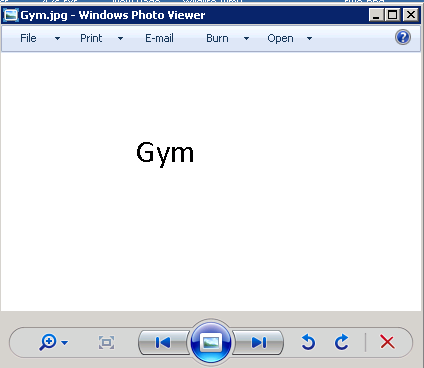 Gym.jpg - Windows Photo Viewer
File Print E-mail Burn Open ?
Gym